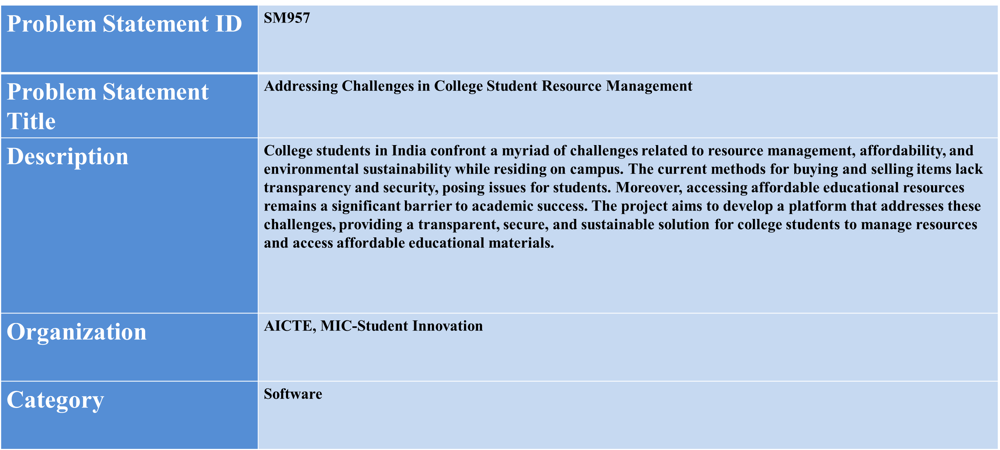 Problem Statement ID
SM957
Problem Statement
Title
Addressing Challenges in College Student Resource Management
Description
College students in India confront a myriad of challenges related to resource management, affordability, and
environmental sustainability while residing on campus. The current methods for buying and selling items lack
transparency and security, posing issues for students. Moreover, accessing affordable educational resources
remains a significant barrier to academic success. The project aims to develop a platform that addresses these
challenges, providing a transparent, secure, and sustainable solution for college students to manage resources
and access affordable educational materials.
Organization
AICTE, MIC-Student Innovation
Category
Software